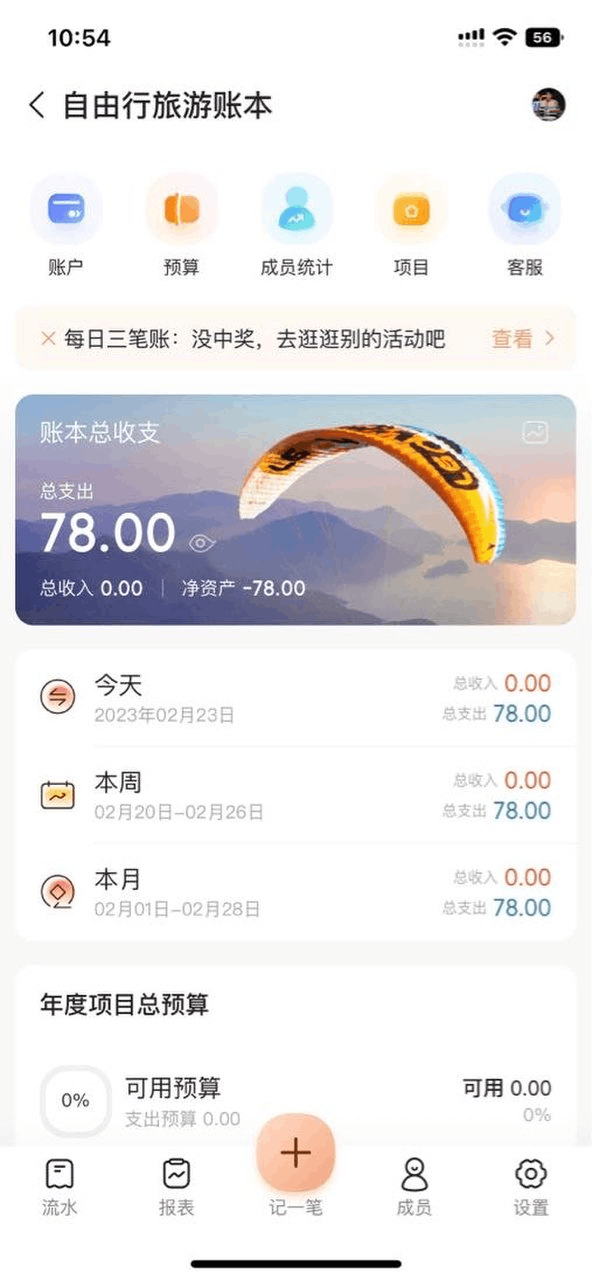 10:54
56
自由行旅游账本
账户 预算 成员统计 项目 客服
每日三笔账：没中奖，去逛逛别的活动吧 查看
账本总收支
总支出
78.00
总收入 0.00 净资产 -78.00
今天 总收入 0.00
2023年02月23日 总支出 78.00
本周 总收入 0.00
02月20日-02月26日 总支出 78.00
本月 总收入 0.00
02月01日-02月28日 总支出 78.00
年度项目总预算
0% 可用预算 可用 0.00
支出预算 0.00 0%
流水 报表 记一笔 成员 设置